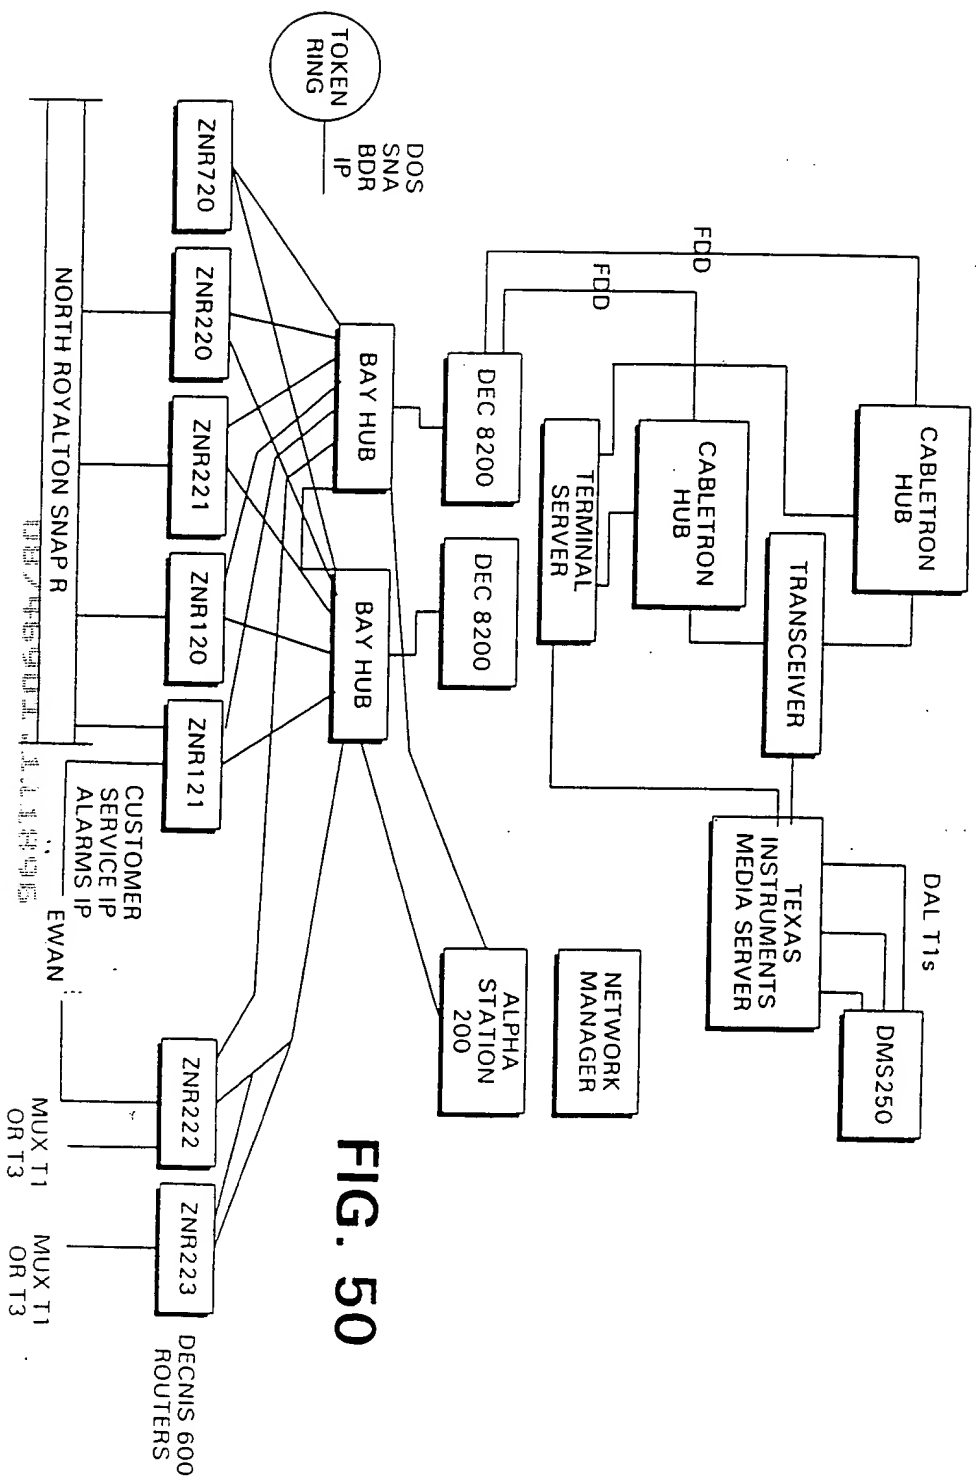 DAL T1s
CABLETRON
HUB
TRANSCEIVER
TEXAS
INSTRUMENTS
MEDIA SERVER
DMS250
FDD
FDD
CABLETRON
HUB
TERMINAL
SERVER
NETWORK
MANAGER
DEC 8200
DEC 8200
ALPHA
STATION
200
DOS
SNA
BDR
IP
TOKEN
RING
BAY HUB
BAY HUB
FIG. 50
ZNR720
ZNR220
ZNR221
ZNR120
ZNR121
ZNR222
ZNR223
DECNIS 600
ROUTERS
CUSTOMER
SERVICE IP
ALARMS IP
NORTH ROYALTON SNAP R
EWAN
MUX T1
OR T3
MUX T1
OR T3